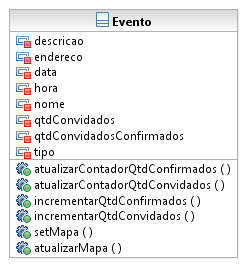 Evento
descricao
endereco
data
hora
nome
qtdConvidados
qtdConvidadosConfirmados
tipo
atualizarContadorQtdConfirmados ( )
atualizarContadorQtdConvidados ( )
incrementarQtdConfirmados ( )
incrementarQtdConvidados ( )
setMapa ( )
atualizarMapa ( )